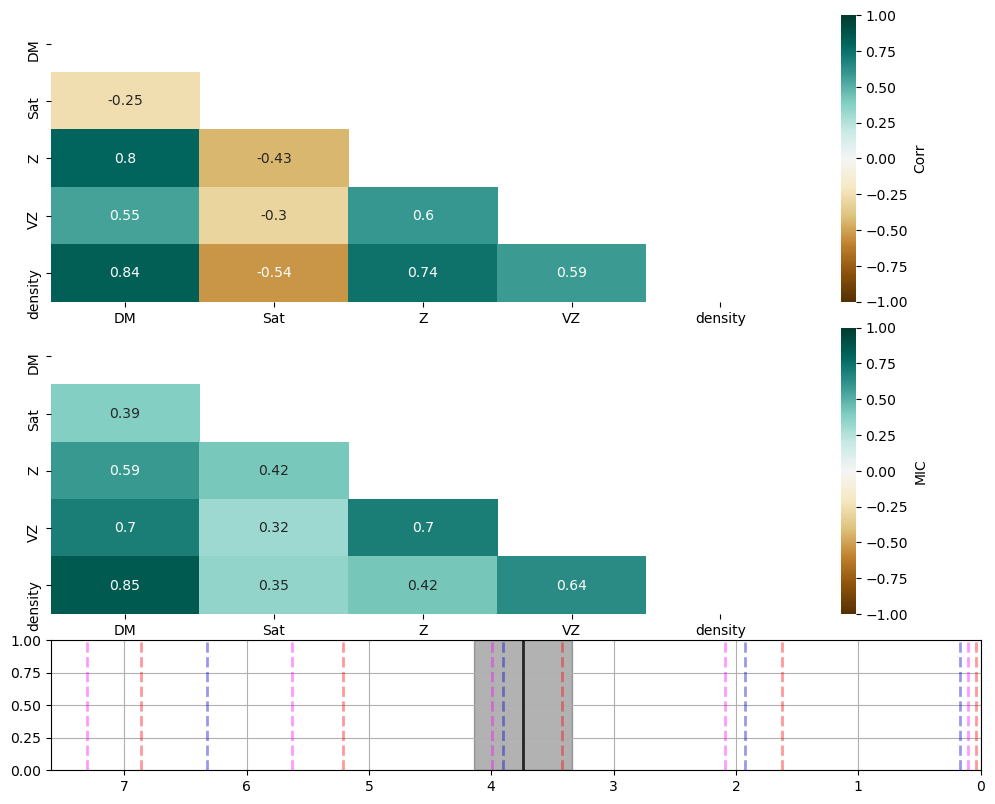 DM
Sat
Z
VZ
density
-0.25
0.8
-0.43
0.55
-0.3
0.6
0.84
-0.54
0.74
0.59
DM
Sat
Z
VZ
density
1.00
0.75
0.50
0.25
0.00
−0.25
−0.50
−0.75
−1.00
Corr
DM
Sat
Z
VZ
density
0.39
0.59
0.42
0.7
0.32
0.7
0.85
0.35
0.42
0.64
DM
Sat
Z
VZ
density
1.00
0.75
0.50
0.25
0.00
−0.25
−0.50
−0.75
−1.00
MIC
1.00
0.75
0.50
0.25
0.00
7
6
5
4
3
2
1
0